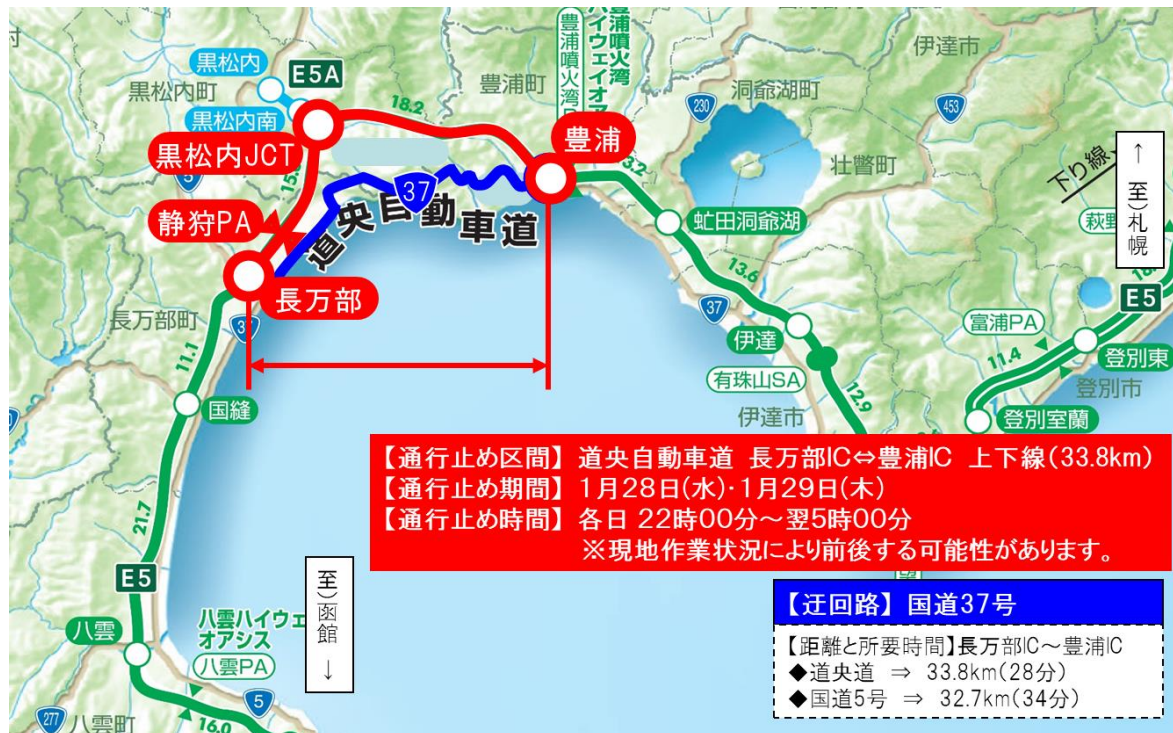 黒松内
E5A
黒松内町
黒松内南
黒松内JCT
18.2
豊浦町
豊浦噴火湾
豊浦
伊達市
230
洞爺湖町
453
壮瞥町
5
37
静狩PA
道央自動車道
長万部
長万部町
37
11.1
国縫
虻田洞爺湖
13.6
37
伊達
有珠山SA
12.9
伊達市
下り線
↑至)札幌
E5
富浦PA
11.4
登別東
登別市
登別室蘭
【通行止め区間】 道央自動車道 長万部IC⇔豊浦IC 上下線(33.8km)
【通行止め期間】 1月28日(水)・1月29日(木)
【通行止め時間】 各日 22時00分～翌5時00分
※現地作業状況により前後する可能性があります。
21.7
E5
至)函館↓
八雲
八雲ハイウェイ
オアシス
八雲PA
5
277
八雲町
16.0
【迂回路】国道37号
【距離と所要時間】長万部IC～豊浦IC
◆道央道 ⇒ 33.8km(28分)
◆国道5号 ⇒ 32.7km(34分)